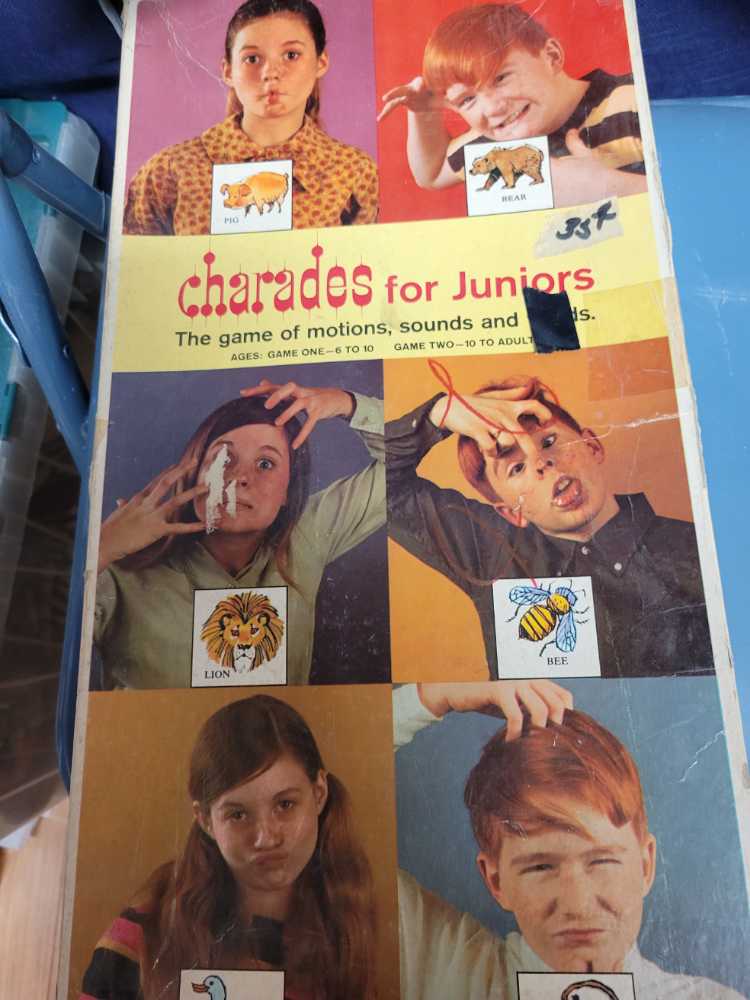 PIG
BEAR
35¢
charades for Juniors
The game of motions, sounds and
AGES: GAME ONE—6 TO 10 GAME TWO—10 TO ADULT
LION
BEE